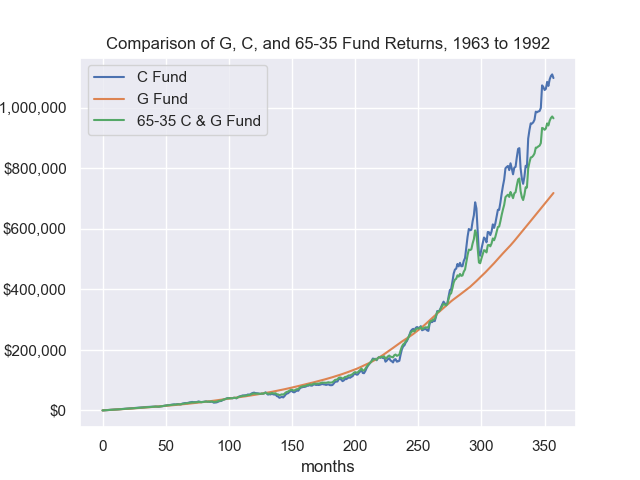 Comparison of G, C, and 65-35 Fund Returns, 1963 to 1992
C Fund
G Fund
65-35 C & G Fund
,000,000
$800,000
$600,000
$400,000
$200,000
$0
0 50 100 150 200 250 300 350
months